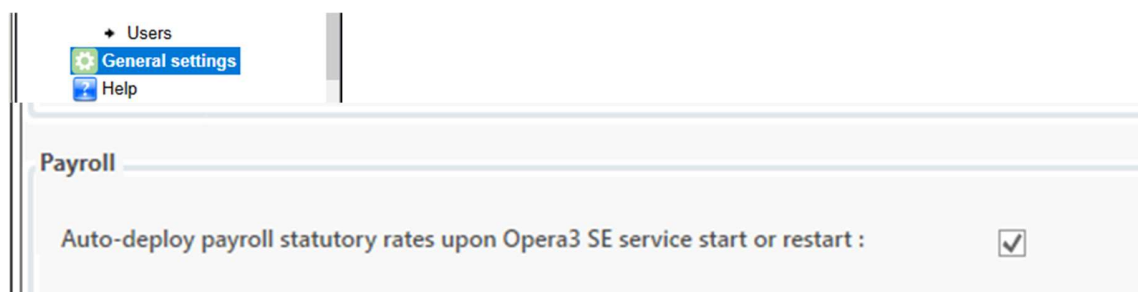 Users
General settings
Help
Payroll
Auto-deploy payroll statutory rates upon Opera3 SE service start or restart :